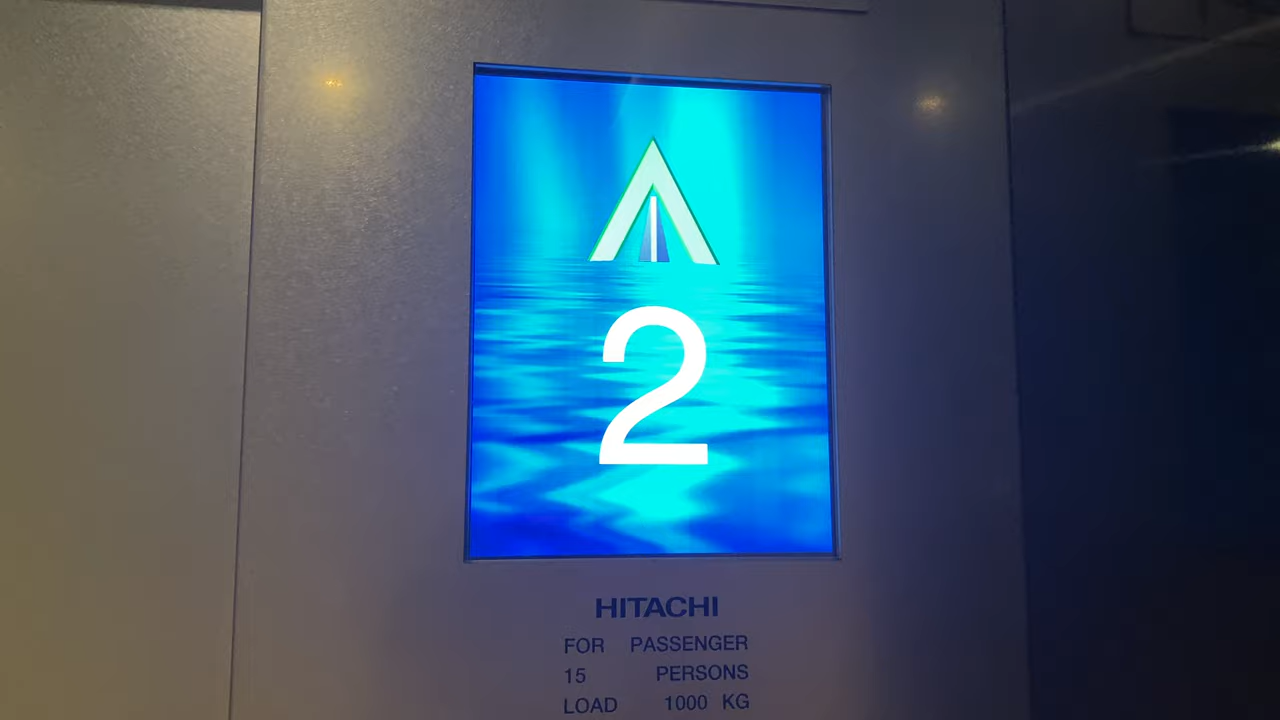 2
HITACHI
FOR PASSENGER
15 PERSONS
LOAD 1000 KG